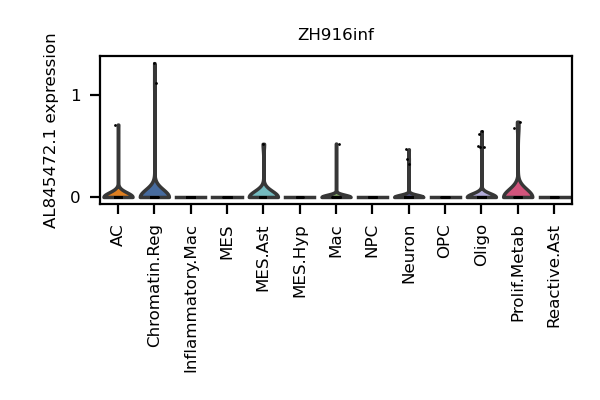 ZH916inf
AL845472.1 expression
1
0
AC
Chromatin.Reg
Inflammatory.Mac
MES
MES.Ast
MES.Hyp
Mac
NPC
Neuron
OPC
Oligo
Prolif.Metab
Reactive.Ast